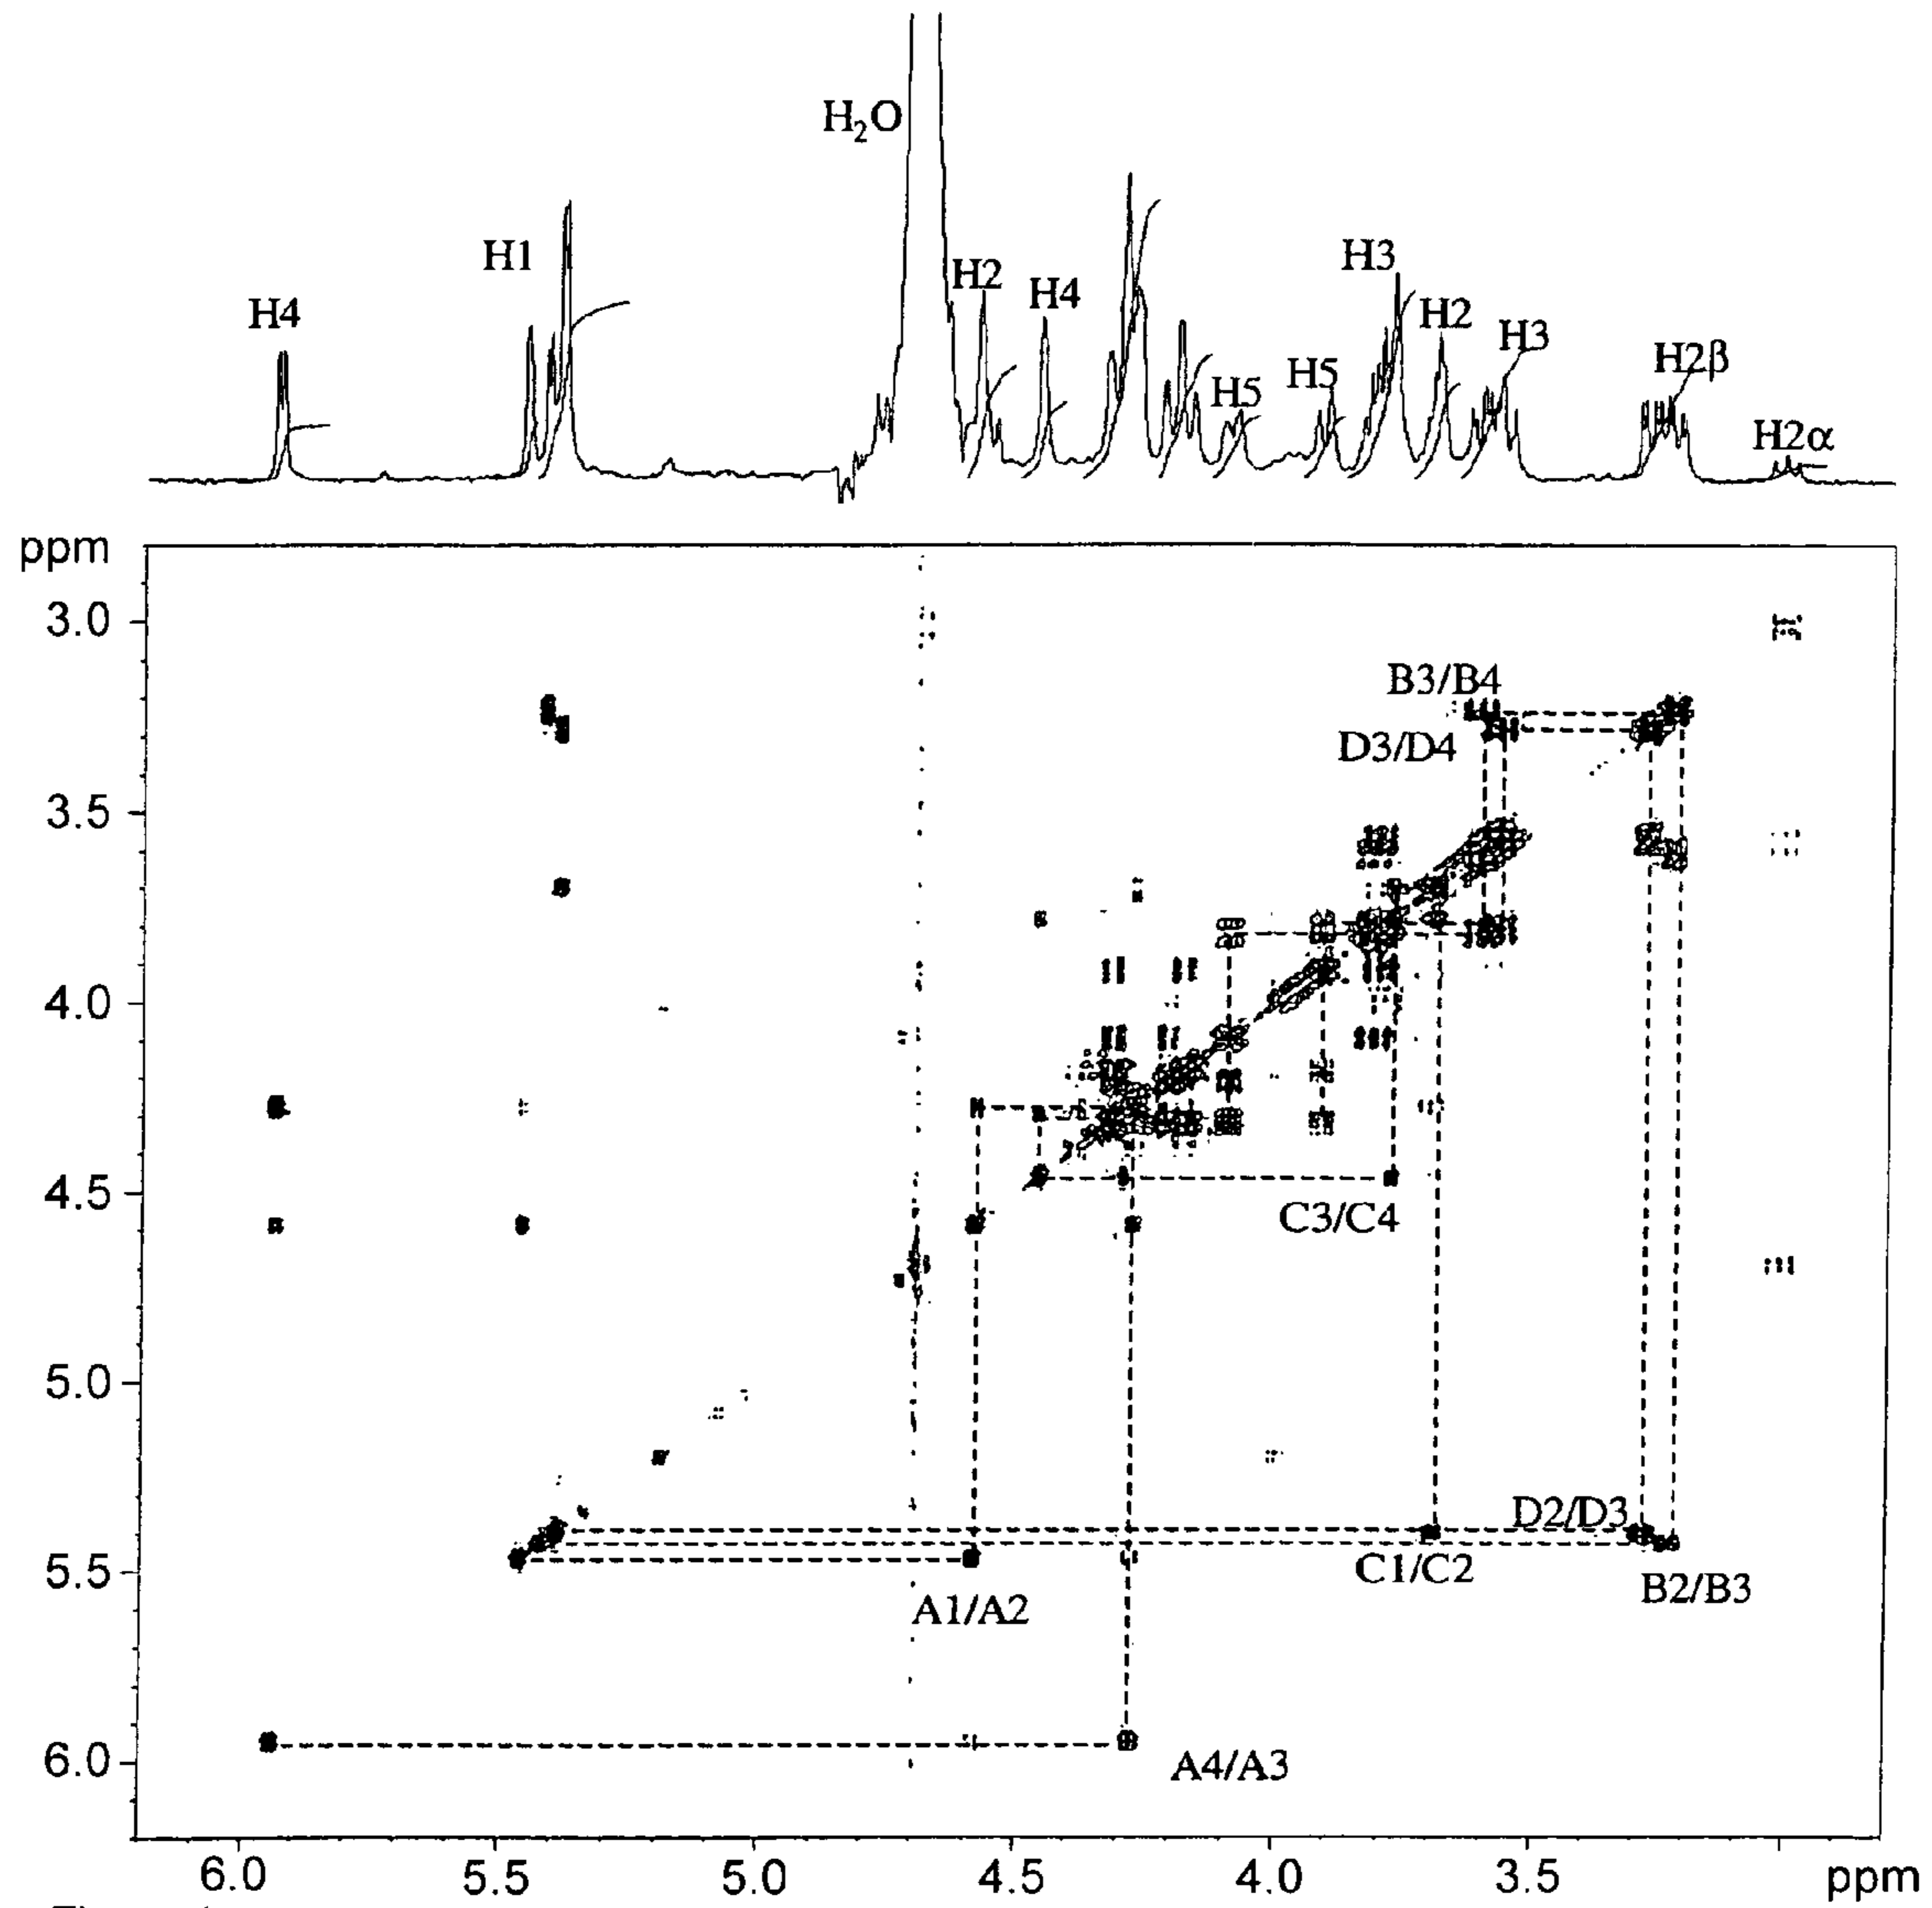 H₂O
H4
H1
H2
H4
H5
H5
H3
H2
H3
H2β
H2α
ppm
3.0
3.5
4.0
4.5
5.0
5.5
6.0
B3/B4
D3/D4
C3/C4
D2/D3
C1/C2
B2/B3
A1/A2
A4/A3
6.0 5.5 5.0 4.5 4.0 3.5 ppm